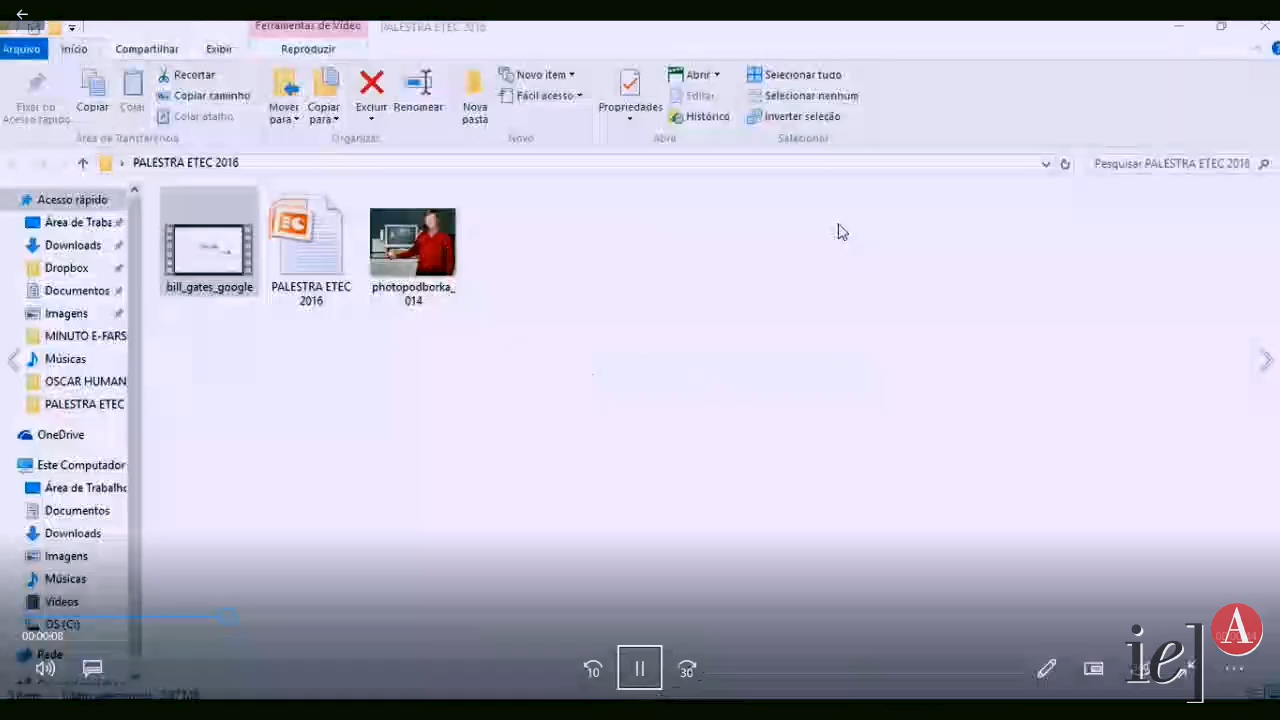 Ferramentas de Vídeo
PALESTRA ETEC 2016
Arquivo
Início
Compartilhar
Exibir
Reproduzir
Fixar no
Acesso rápido
Copiar
Colar
Recortar
Copiar caminho
Colar atalho
Área de Transferência
Mover
para
Copiar
para
Excluir
Renomear
Organizar
Nova
pasta
Novo item
Fácil acesso
Novo
Propriedades
Abrir
Editar
Histórico
Abrir
Selecionar tudo
Selecionar nenhum
Inverter seleção
Selecionar
PALESTRA ETEC 2016
Pesquisar PALESTRA ETEC 2016
Acesso rápido
Área de Traba
Downloads
Dropbox
Documentos
Imagens
MINUTO E-FARS
Músicas
OSCAR HUMAN
PALESTRA ETEC
OneDrive
Este Computador
Área de Trabalho
Documentos
Downloads
Imagens
Músicas
Vídeos
OS (C:)
Rede
bill_gates_google
PALESTRA ETEC
2016
photopodborka_
014
00:00:08
10
30
ie]
A